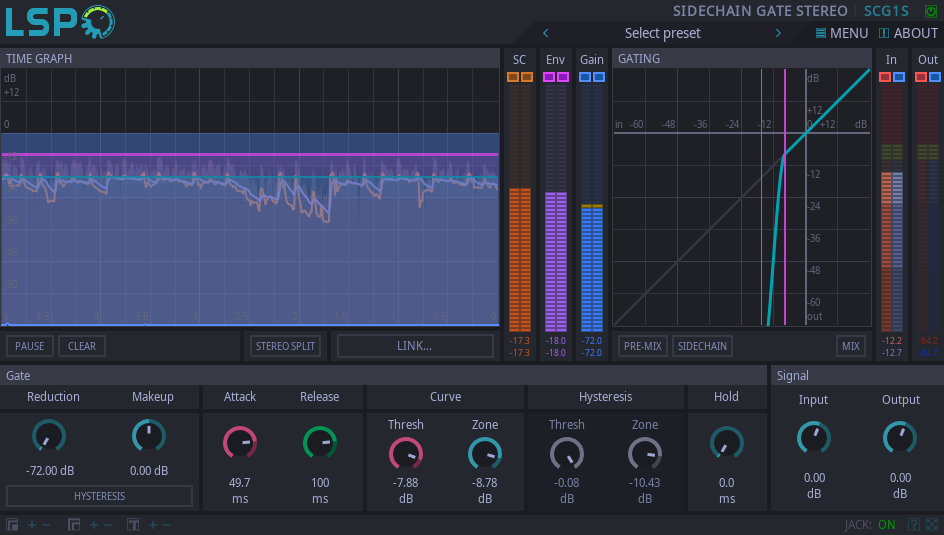 LSP
SIDECHAIN GATE STEREO SCG1S
Select preset
MENU
ABOUT
TIME GRAPH
SC
Env
Gain
GATING
In
Out
dB
+12
0
-12
-36
-48
-60
-4.5 -4 -3.5 -3 -2.5 -1.5 -1 -0.5 0
dB
+12
in -60 -48 -36 -24 -12 0 +12 dB
-12
-24
-36
-48
-60
out
PAUSE
CLEAR
STEREO SPLIT
LINK...
-17.3 -18.0 -72.0
-17.3 -18.0 -72.0
PRE-MIX
SIDECHAIN
MIX
-12.2 -84.2
-12.7
Gate
Signal
Reduction
Makeup
Attack
Release
Curve
Hysteresis
Hold
Input
Output
Thresh
Zone
Thresh
Zone
-72.00 dB
0.00 dB
49.7
ms
100
ms
-7.88
dB
-8.78
dB
-0.08
dB
-10.43
dB
0.0
ms
0.00
dB
0.00
dB
HYSTERESIS
JACK: ON